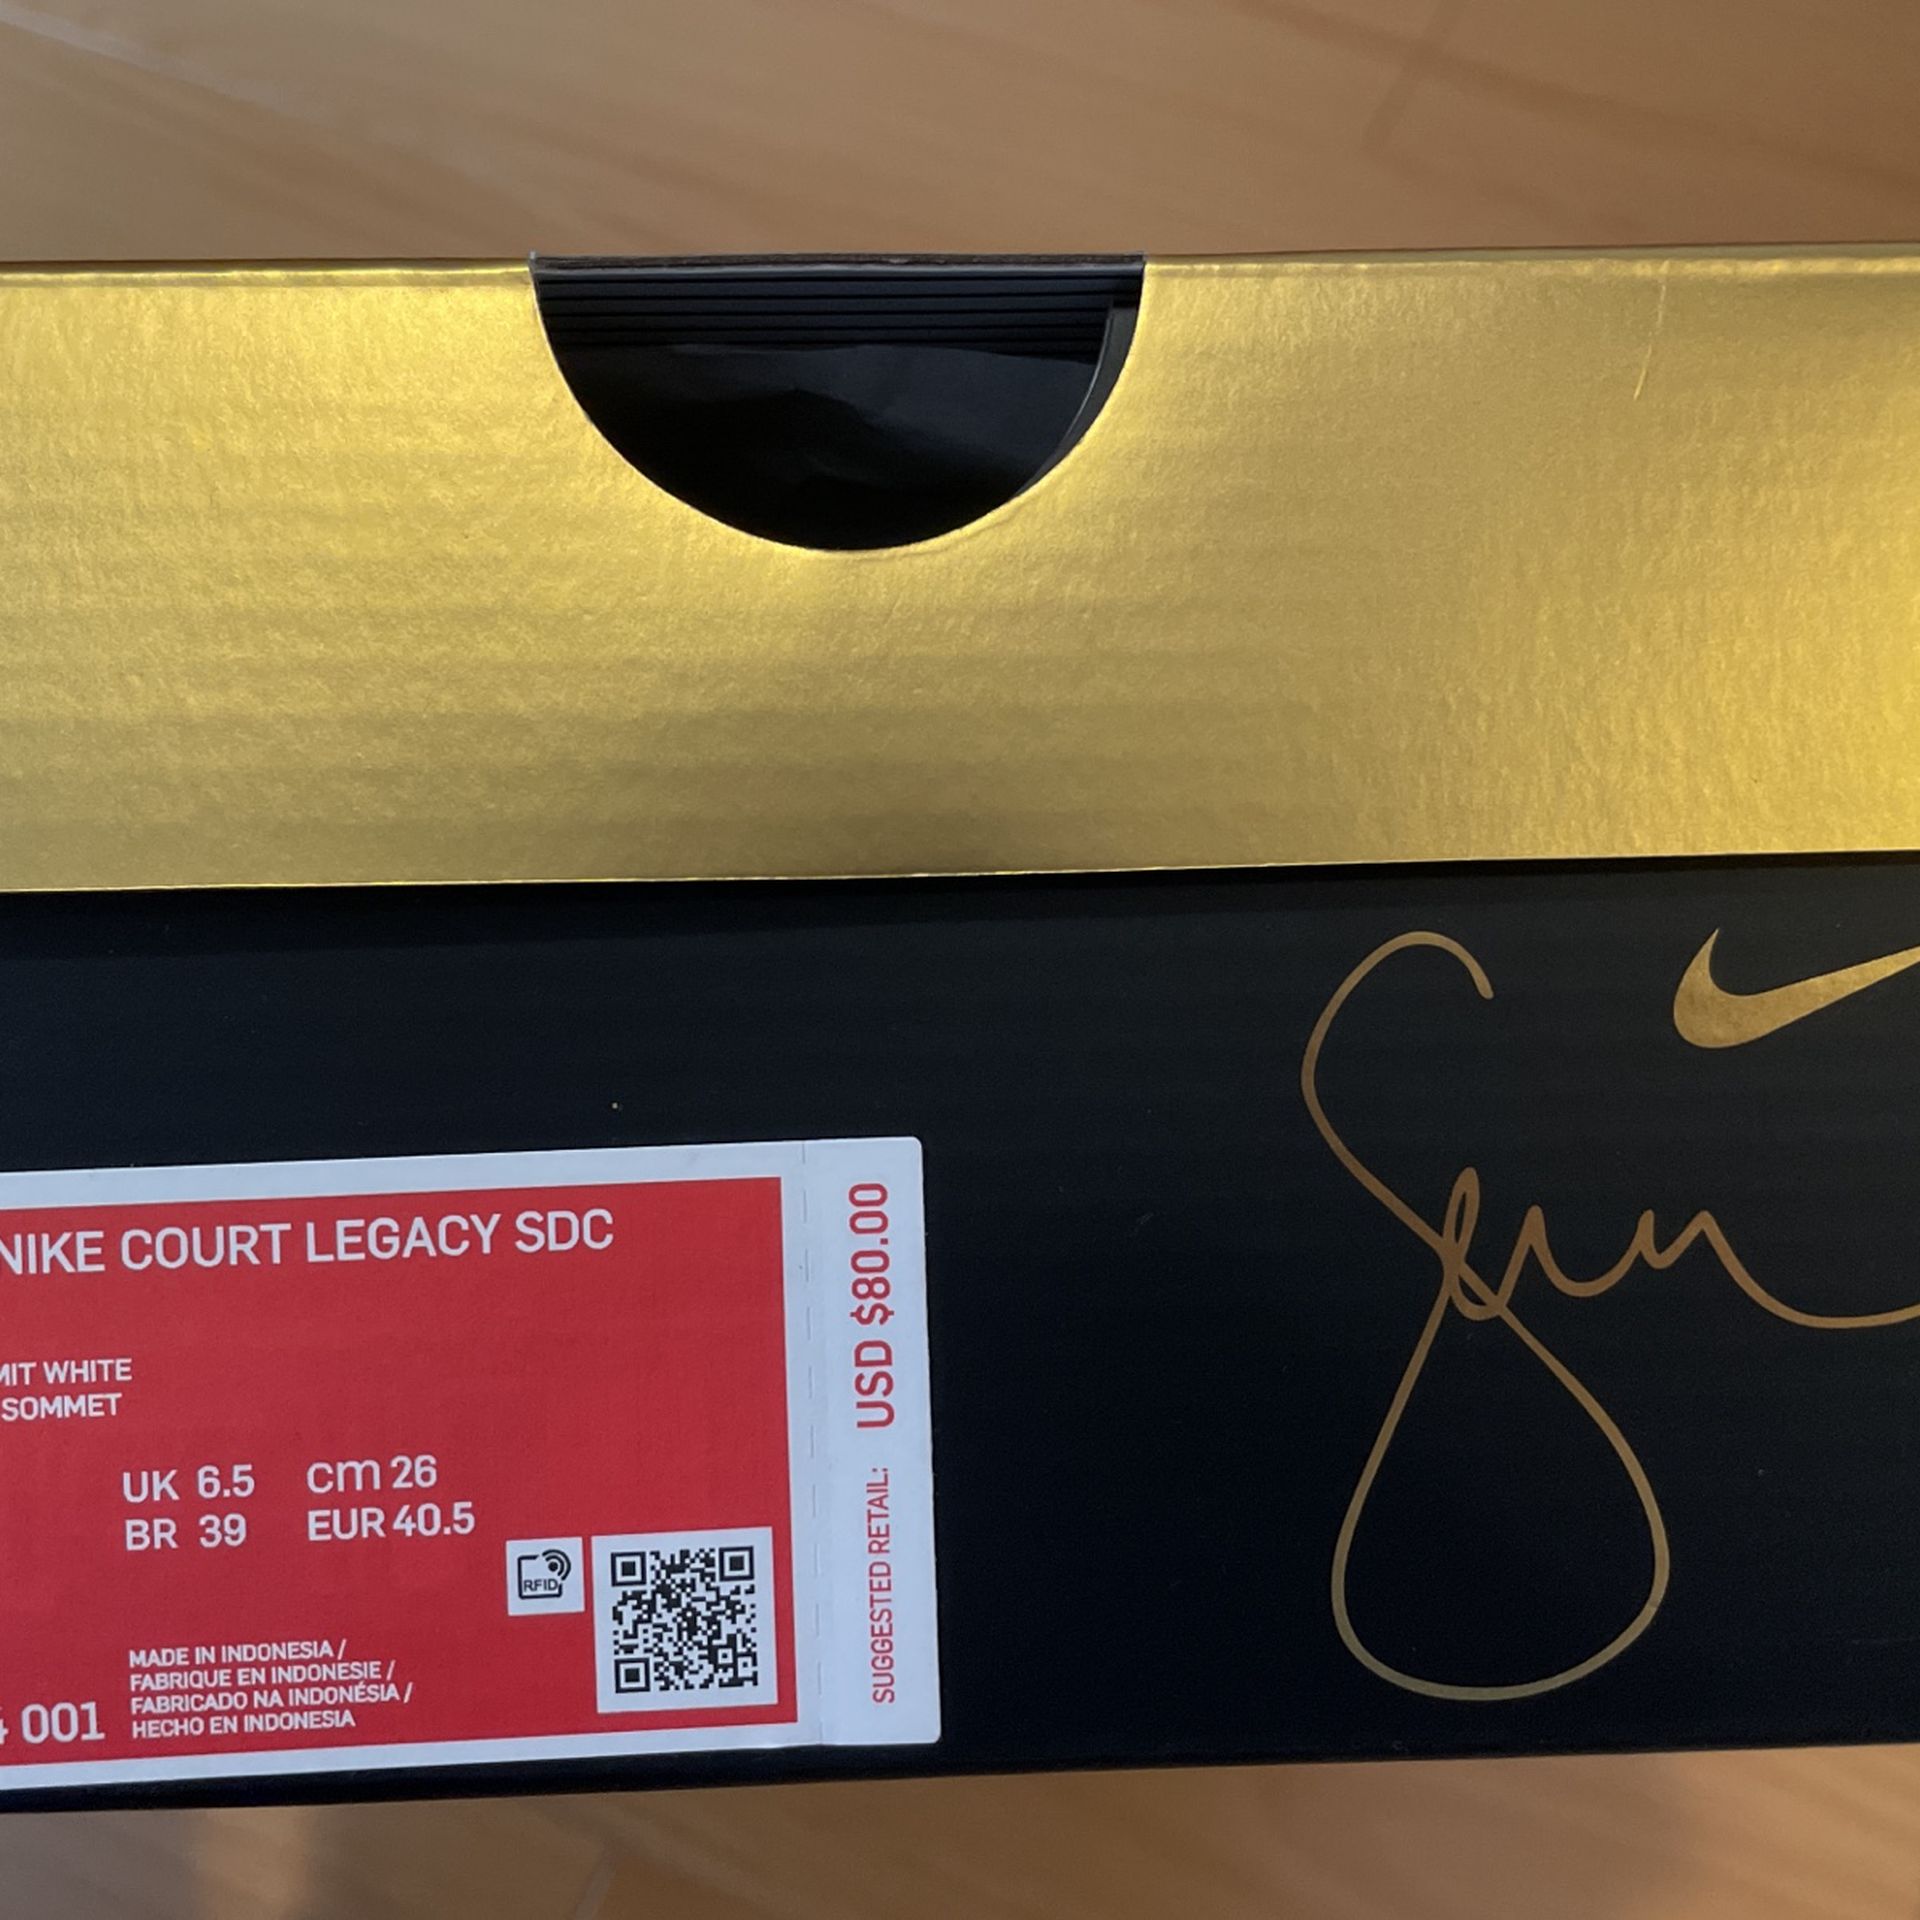 NIKE COURT LEGACY SDC
MIT WHITE
SOMMET
UK 6.5 cm 26
BR 39 EUR 40.5
RFID
MADE IN INDONESIA /
FABRIQUE EN INDONESIE /
FABRICADO NA INDONÉSIA /
HECHO EN INDONESIA
4 001
SUGGESTED RETAIL: USD $80.00